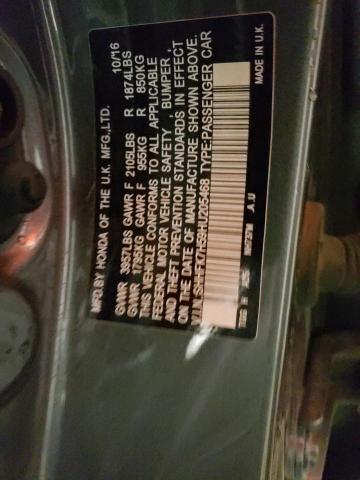 MFD. BY HONDA OF THE U.K. MFG.,LTD. 10/16
GVWR 3957LBS GAWR F 2105LBS R 1874LBS
GVWR 1795KG GAWR F 955KG R 850KG
THIS VEHICLE CONFORMS TO ALL APPLICABLE
FEDERAL MOTOR VEHICLE SAFETY, BUMPER,
AND THEFT PREVENTION STANDARDS IN EFFECT
ON THE DATE OF MANUFACTURE SHOWN ABOVE.
V.I.N.:SHHFK7H59HU205468 TYPE:PASSENGER CAR
MADE IN U.K.